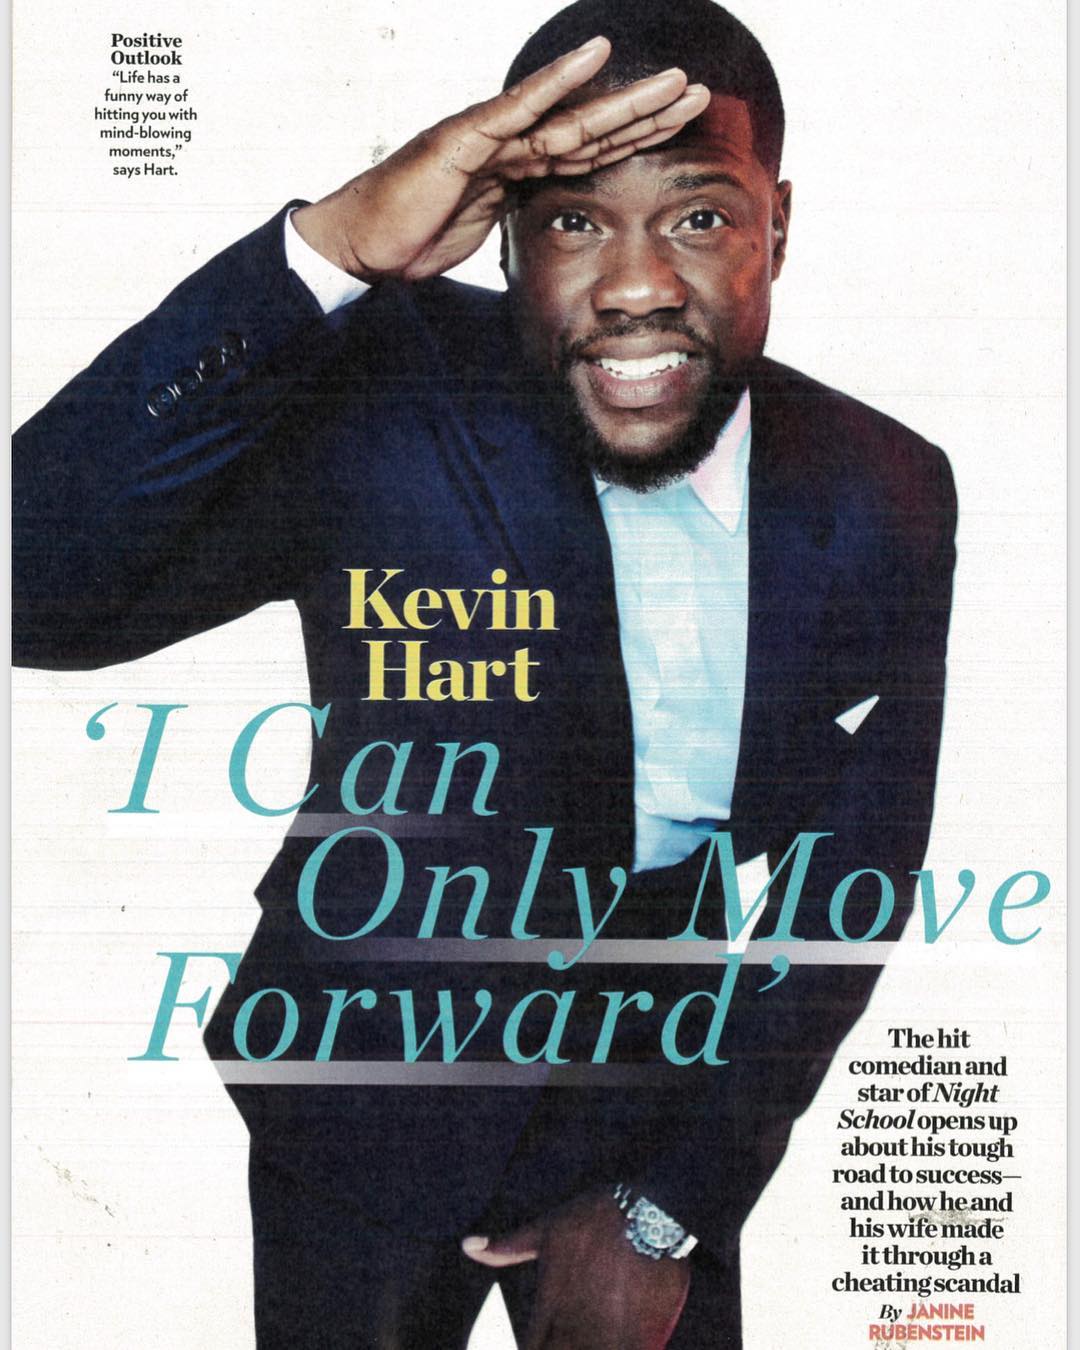 Positive
Outlook
“Life has a
funny way of
hitting you with
mind-blowing
moments,”
says Hart.
Kevin
Hart
‘I Can
Only Move
Forward’
The hit
comedian and
star of Night
School opens up
about his tough
road to success—
and how he and
his wife made
it through a
cheating scandal
By JANINE
RUBENSTEIN